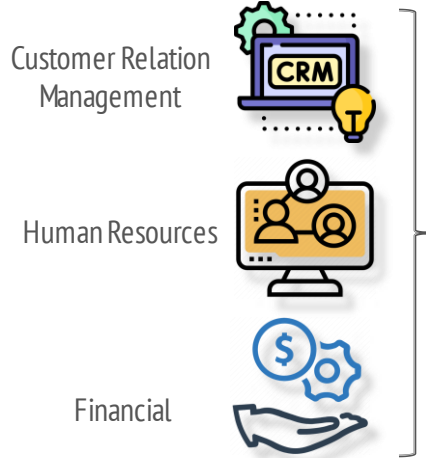 Customer Relation
Management
CRM
Human Resources
$
Financial